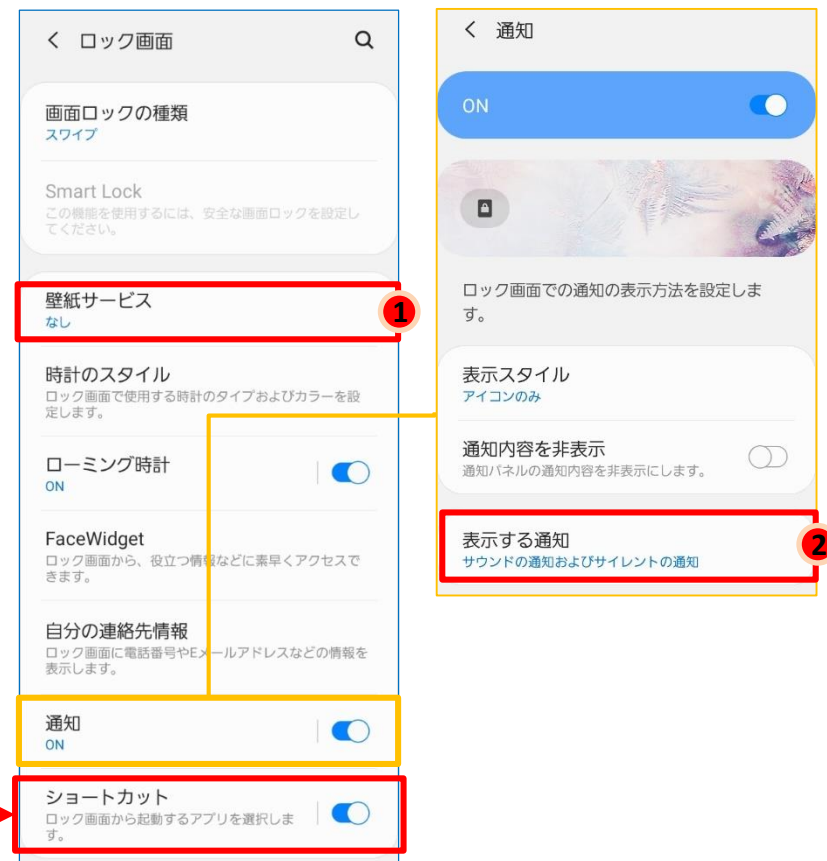 ロック画面
画面ロックの種類
スワイプ
Smart Lock
この機能を使用するには、安全な画面ロックを設定し
てください。
壁紙サービス
なし
1
時計のスタイル
ロック画面で使用する時計のタイプおよびカラーを設
定します。
ローミング時計
ON
FaceWidget
ロック画面から、役立つ情報などに素早くアクセスで
きます。
自分の連絡先情報
ロック画面に電話番号やEメールアドレスなどの情報を
表示します。
通知
ON
ショートカット
ロック画面から起動するアプリを選択しま
す。
通知
ON
ロック画面での通知の表示方法を設定しま
す。
表示スタイル
アイコンのみ
通知内容を非表示
通知パネルの通知内容を非表示にします。
表示する通知
サウンドの通知およびサイレントの通知
2